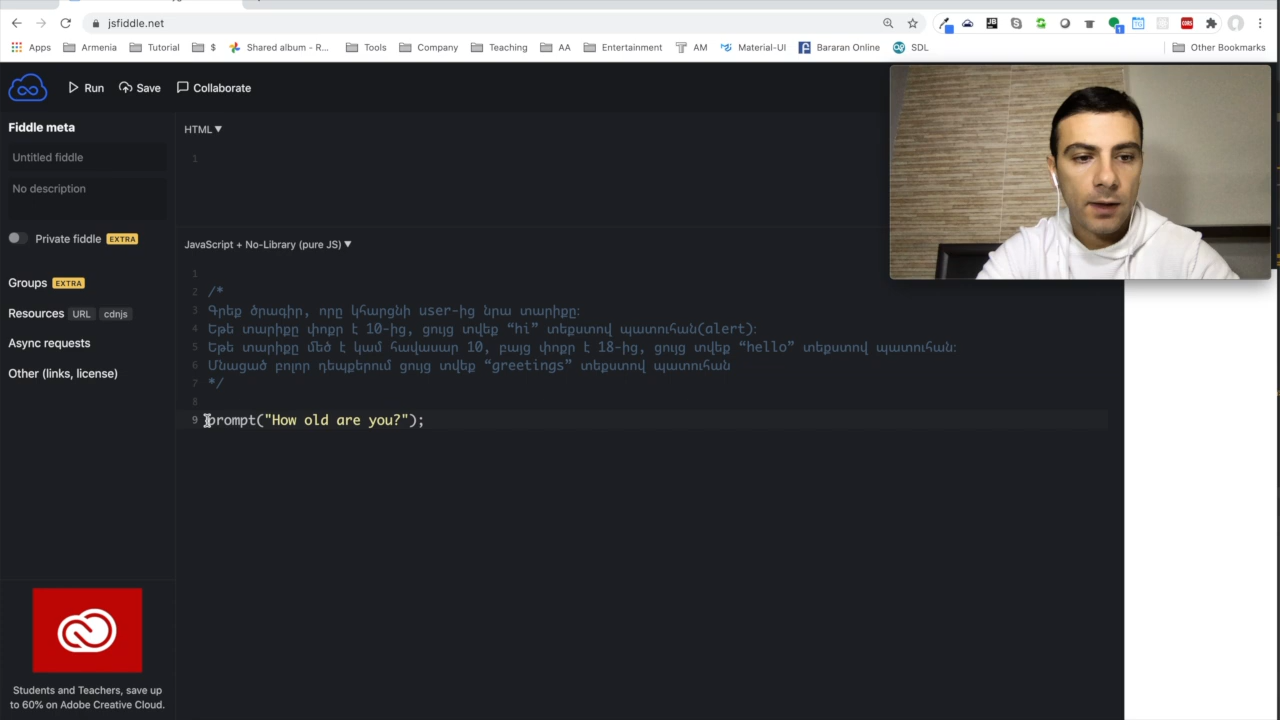 jsfiddle.net
Apps
Armenia
Tutorial
$
Shared album - R...
Tools
Company
Teaching
AA
Entertainment
AM
Material-UI
Bararan Online
SDL
Other Bookmarks
Run
Save
Collaborate
Fiddle meta
Untitled fiddle
No description
Private fiddle EXTRA
Groups EXTRA
Resources URL cdnjs
Async requests
Other (links, license)
Students and Teachers, save up
to 60% on Adobe Creative Cloud.
HTML ▼
1
JavaScript + No-Library (pure JS) ▼
1
2 /*
3 Գրեք ծրագիր, որը կհարցնի user-ից նրա տարիքը։
4 Եթե տարիքը փոքր է 10-ից, ցույց տվեք “hi” տեքստով պատուհան(alert)։
5 Եթե տարիքը մեծ է կամ հավասար 10, բայց փոքր է 18-ից, ցույց տվեք “hello” տեքստով պատուհան։
6 Մնացած բոլոր դեպքերում ցույց տվեք “greetings” տեքստով պատուհան
7 */
8
9 prompt("How old are you?");